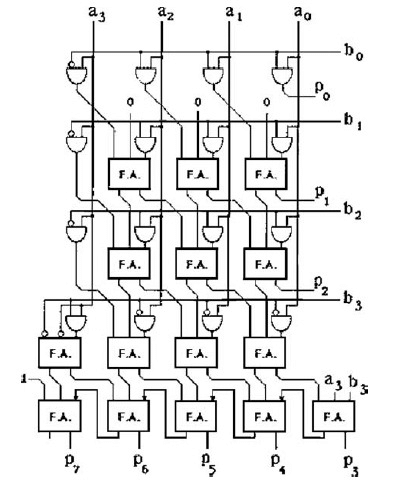 a3 a2 a1 a0
b0
p0
0 0 0
b1
F.A. F.A. F.A.
p1
b2
F.A. F.A. F.A.
p2
b3
F.A. F.A. F.A. F.A.
1 a3 b3
F.A. F.A. F.A. F.A. F.A.
p7 p6 p5 p4 p3